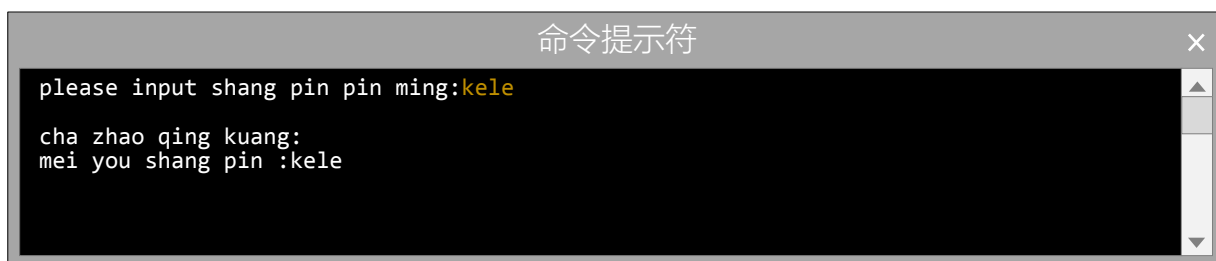 命令提示符
please input shang pin pin ming:kele
cha zhao qing kuang:
mei you shang pin :kele